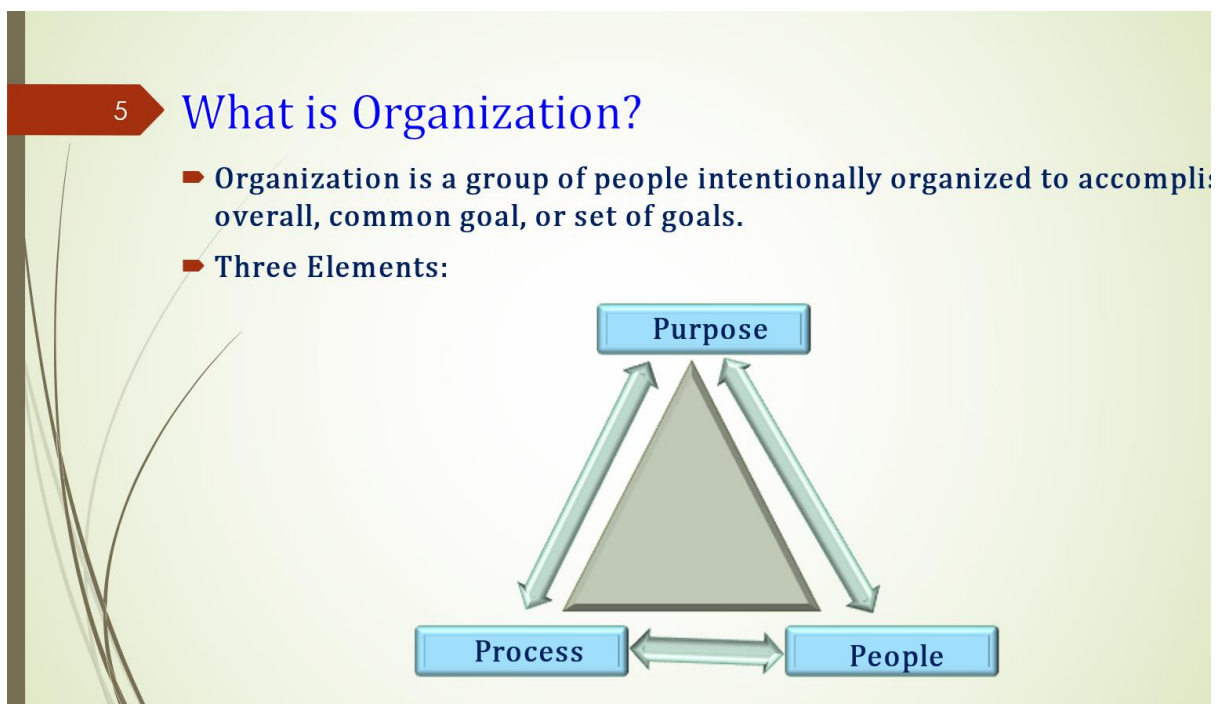 5
What is Organization?
Organization is a group of people intentionally organized to
overall, common goal, or set of goals.
Three Elements:
Purpose
Process
People